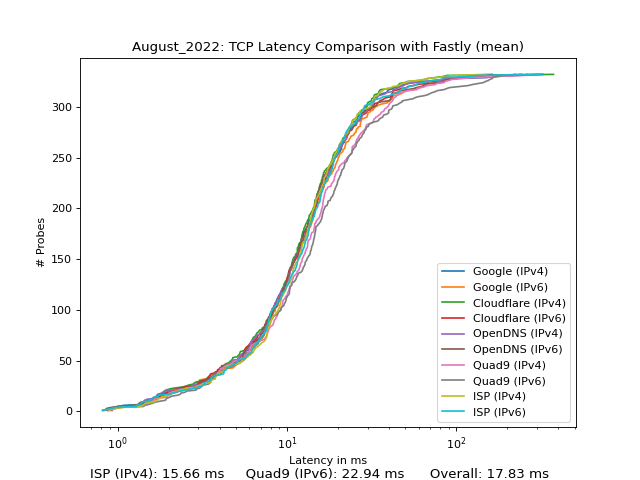 August_2022: TCP Latency Comparison with Fastly (mean)
# Probes
300
250
200
150
100
50
0
10⁰
10¹
10²
Latency in ms
Google (IPv4)
Google (IPv6)
Cloudflare (IPv4)
Cloudflare (IPv6)
OpenDNS (IPv4)
OpenDNS (IPv6)
Quad9 (IPv4)
Quad9 (IPv6)
ISP (IPv4)
ISP (IPv6)
ISP (IPv4): 15.66 ms Quad9 (IPv6): 22.94 ms Overall: 17.83 ms